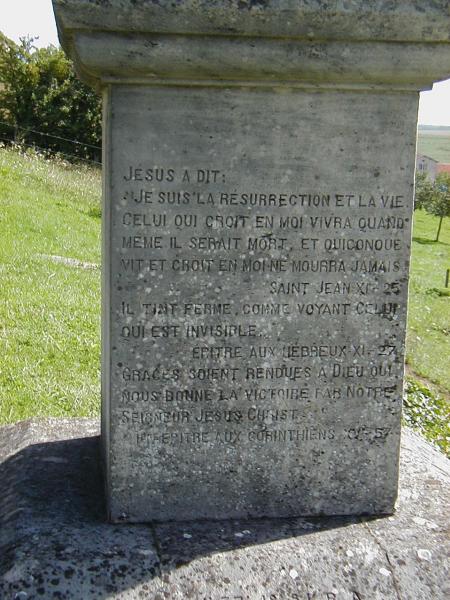 JESUS A DIT:
"JE SUIS LA RESURRECTION ET LA VIE
CELUI QUI CROIT EN MOI VIVRA QUAND
MÊME IL SERAIT MORT, ET QUICONQUE
VIT ET CROIT EN MOI NE MOURRA JAMAIS
SAINT JEAN XI-25
IL TINT FERME, COMME VOYANT CELUI
QUI EST INVISIBLE...
EPITRE AUX HÉBREUX XI-27
GRACES SOIENT RENDUES A DIEU QUI
NOUS DONNE LA VICTOIRE PAR NOTRE
SEIGNEUR JESUS CHRIST
EPITRE AUX CORINTHIENS 57